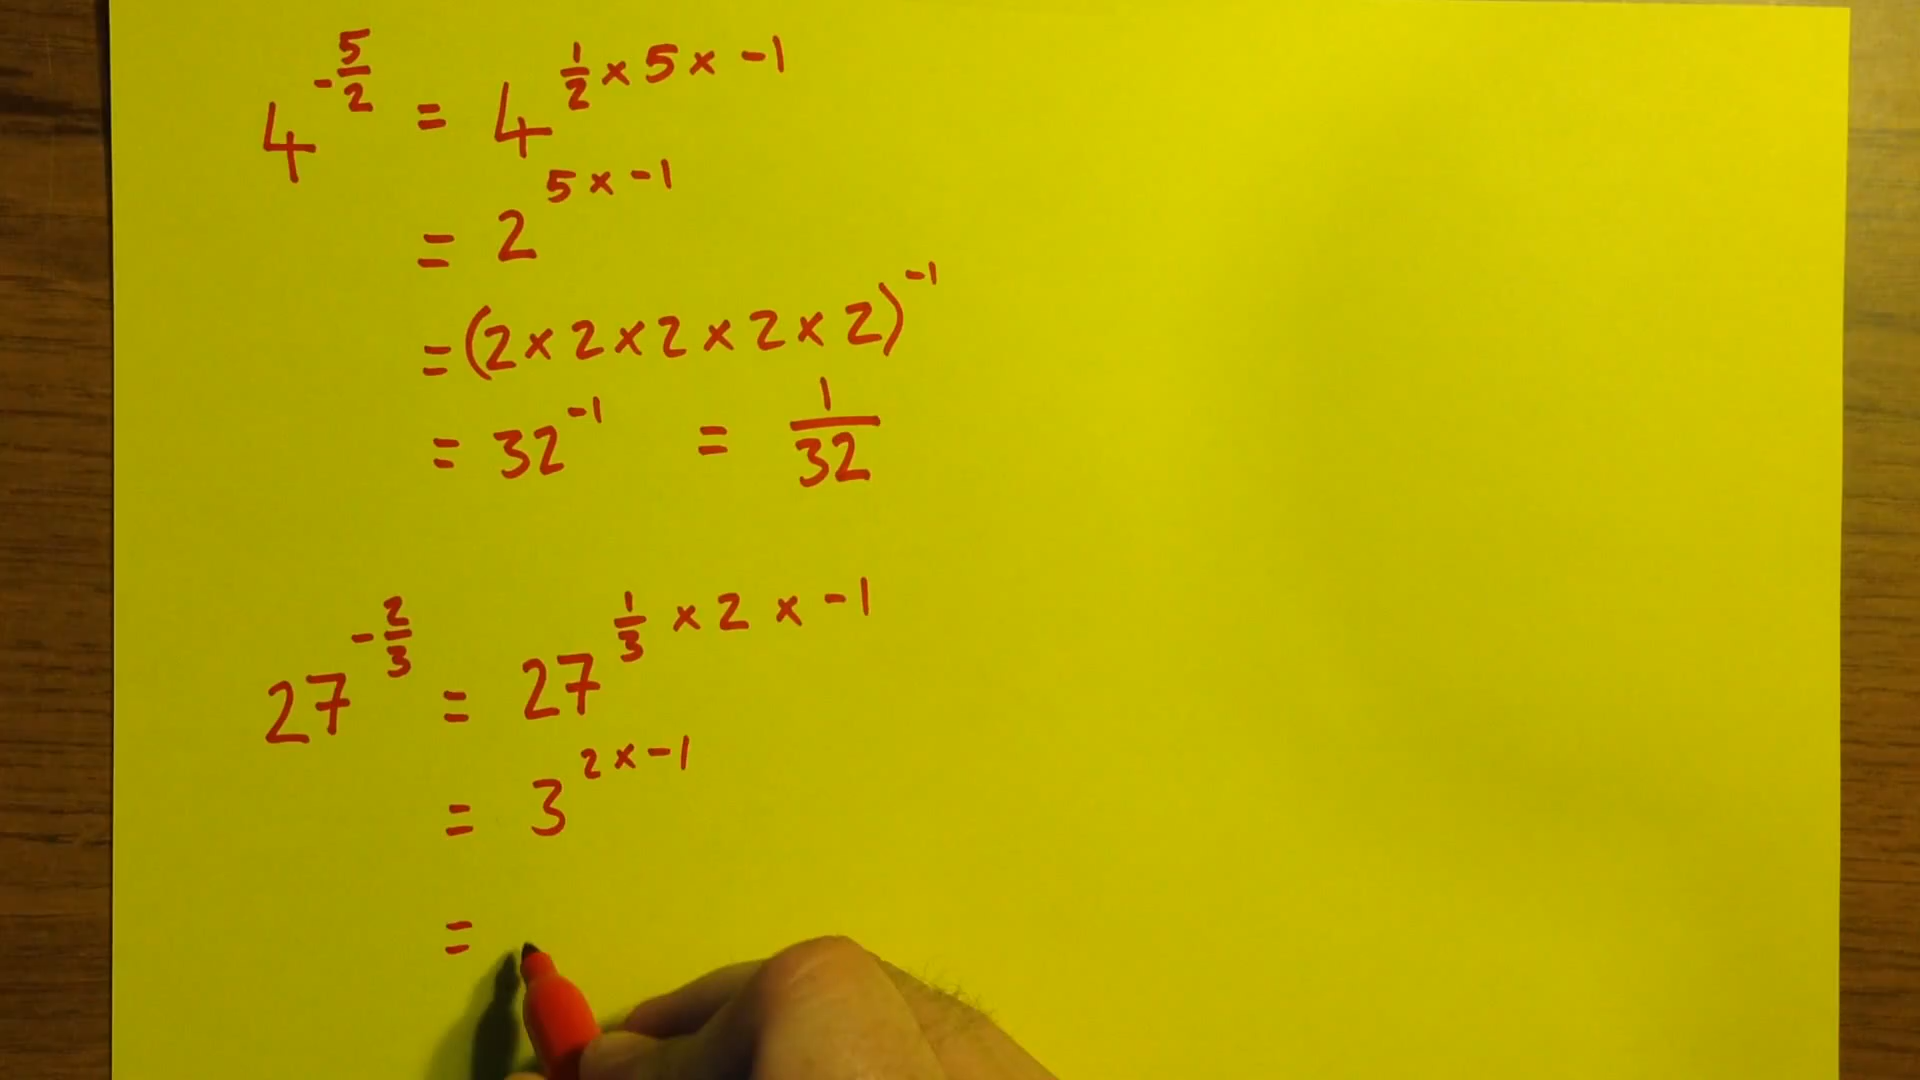 4^{-5/2} = 4^{1/2 × 5 × -1}
= 2^{5 × -1}
= (2 × 2 × 2 × 2 × 2)^{-1}
= 32^{-1} = 1/32
27^{-2/3} = 27^{1/3 × 2 × -1}
= 3^{2 × -1}
=